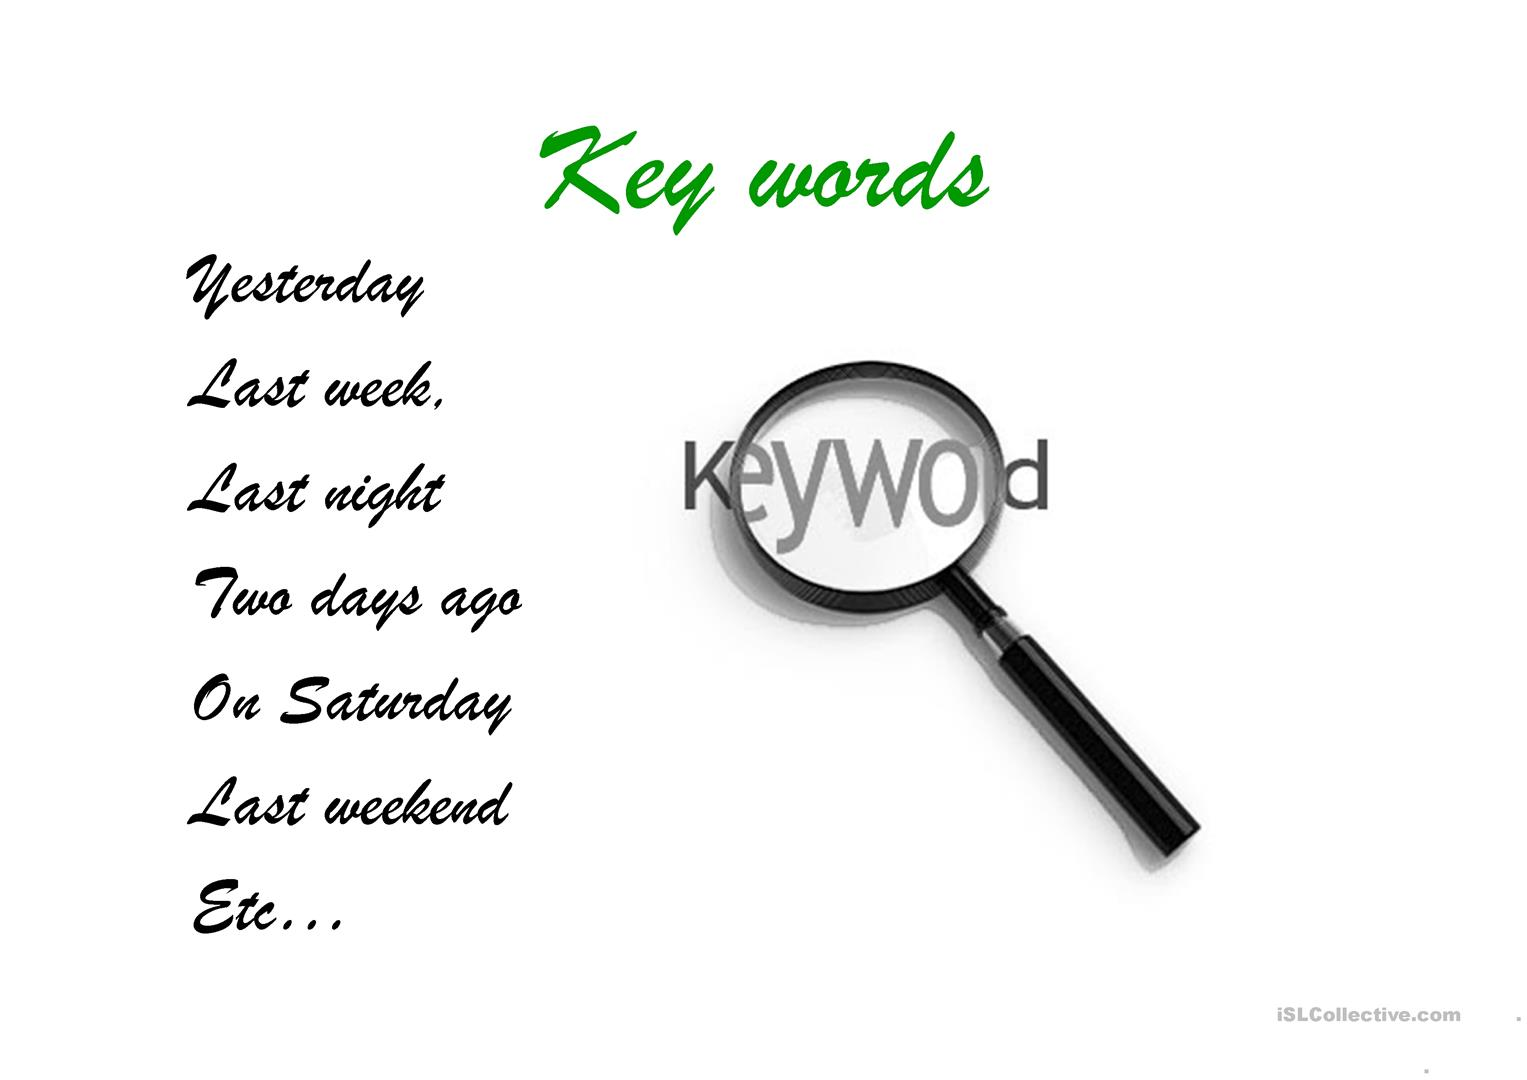 Key words
Yesterday
Last week,
Last night
Two days ago
On Saturday
Last weekend
Etc...
Keyword
iSLCollective.com